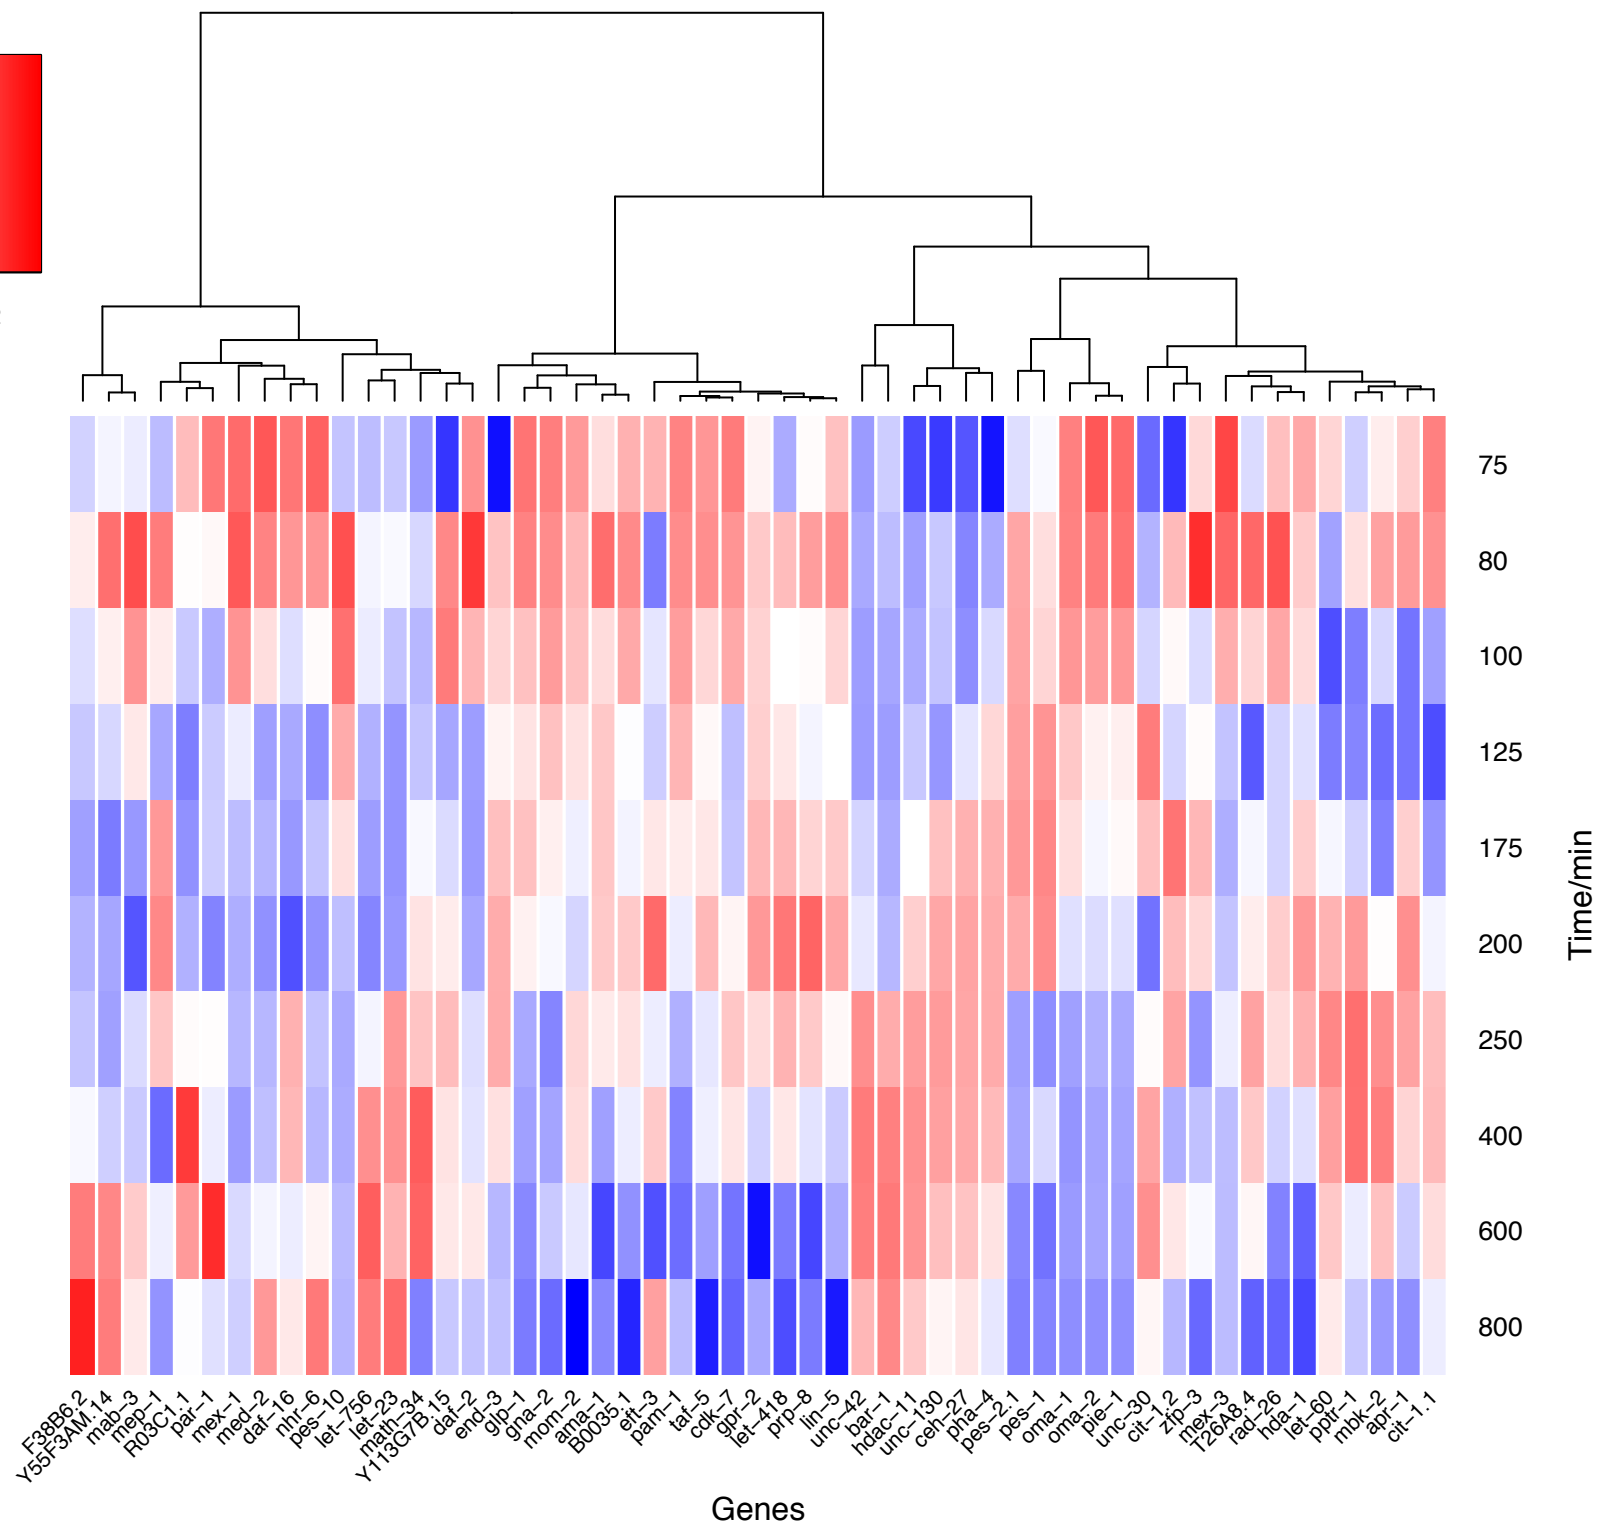 75
80
100
125
175
200
250
400
600
800
Time/min
F38B6.2
Y55F3AM.14
mab−3
mep−1
R03C1.1
par−1
mex−1
med−2
daf−16
nhr−6
pes−10
let−756
let−23
math−34
Y113G7B.15
daf−2
end−3
glp−1
gna−2
mom−2
ama−1
B0035.1
eft−3
pam−1
taf−5
cdk−7
gpr−2
let−418
prp−8
lin−5
unc−42
bar−1
hdac−11
unc−130
ceh−27
pha−4
pes−2.1
pes−1
oma−1
oma−2
pie−1
unc−30
cit−1.2
zfp−3
mex−3
T26A8.4
rad−26
hda−1
let−60
pptr−1
mbk−2
apr−1
cit−1.1
Genes